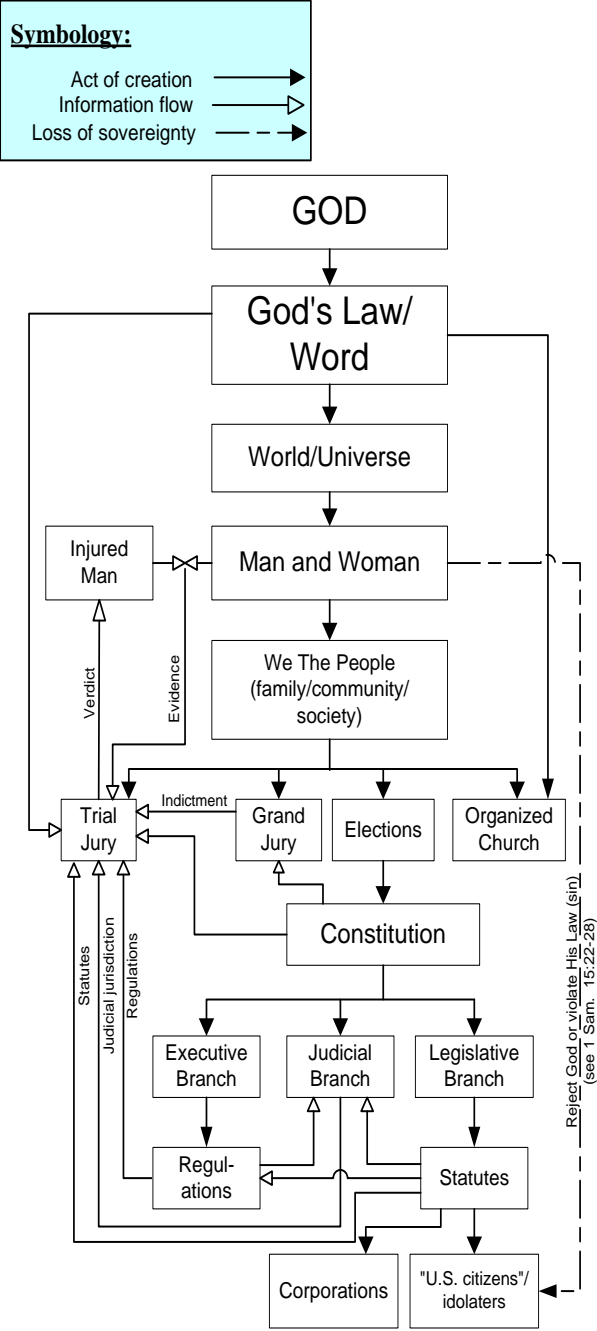 Symbology:
Act of creation
Information flow
Loss of sovereignty
GOD
God's Law/
Word
World/Universe
Injured
Man
Man and Woman
We The People
(family/community/
society)
Verdict
Evidence
Trial
Jury
Indictment
Grand
Jury
Elections
Organized
Church
Constitution
Statutes
Judicial jurisdiction
Regulations
Reject God or violate His Law (sin)
(see 1 Sam. 15:22-28)
Executive
Branch
Judicial
Branch
Legislative
Branch
Regul-
ations
Statutes
Corporations
"U.S. citizens"/
idolaters